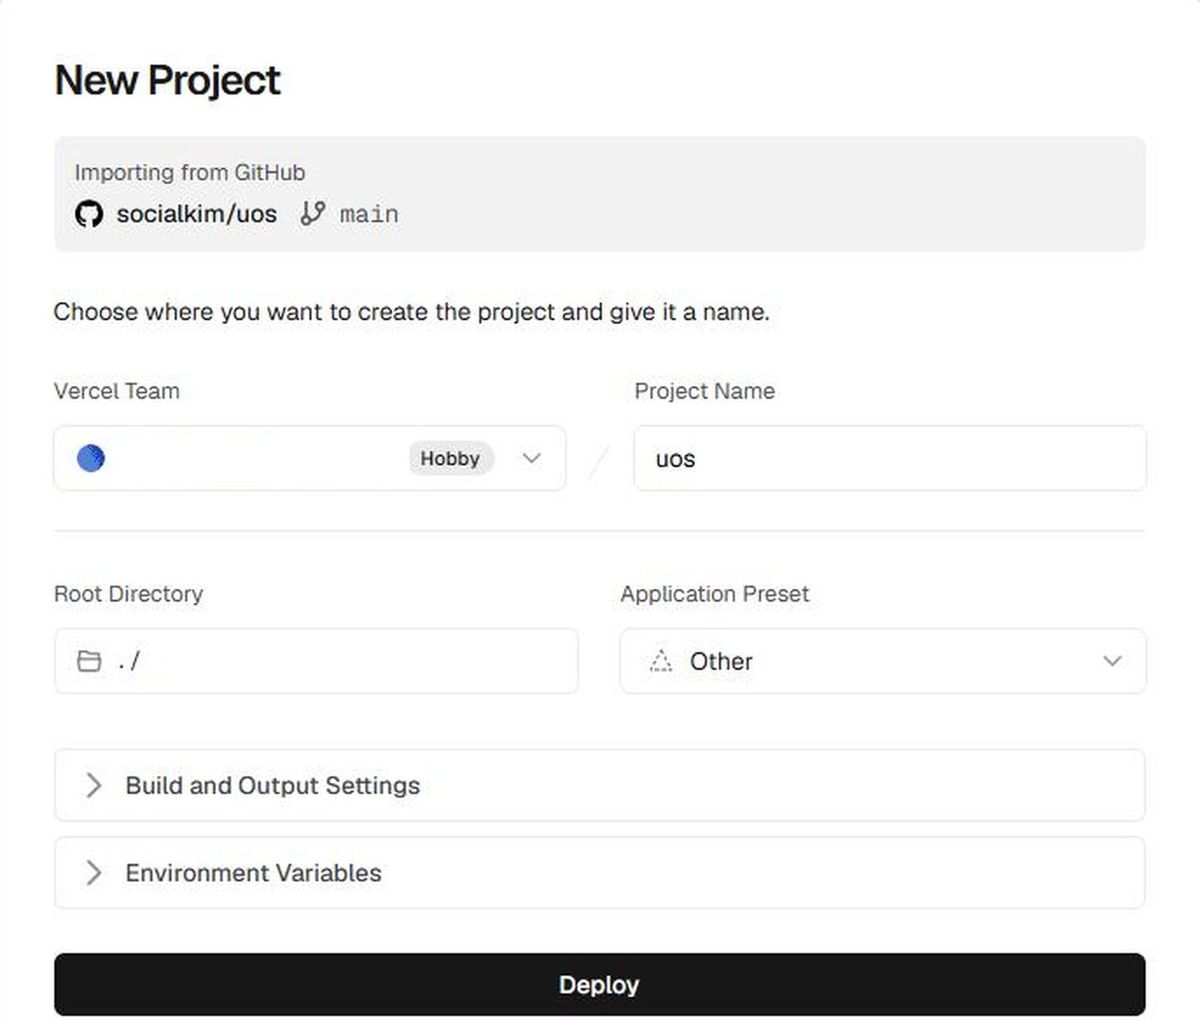 New Project
Importing from GitHub
socialkim/uos main
Choose where you want to create the project and give it a name.
Vercel Team
Project Name
Hobby
uos
Root Directory
Application Preset
./
Other
Build and Output Settings
Environment Variables
Deploy